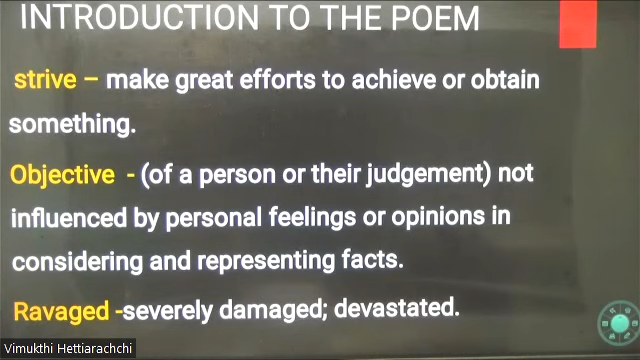 INTRODUCTION TO THE POEM
strive – make great efforts to achieve or obtain
something.
Objective - (of a person or their judgement) not
influenced by personal feelings or opinions in
considering and representing facts.
Ravaged -severely damaged; devastated.
Vimukthi Hettiarachchi